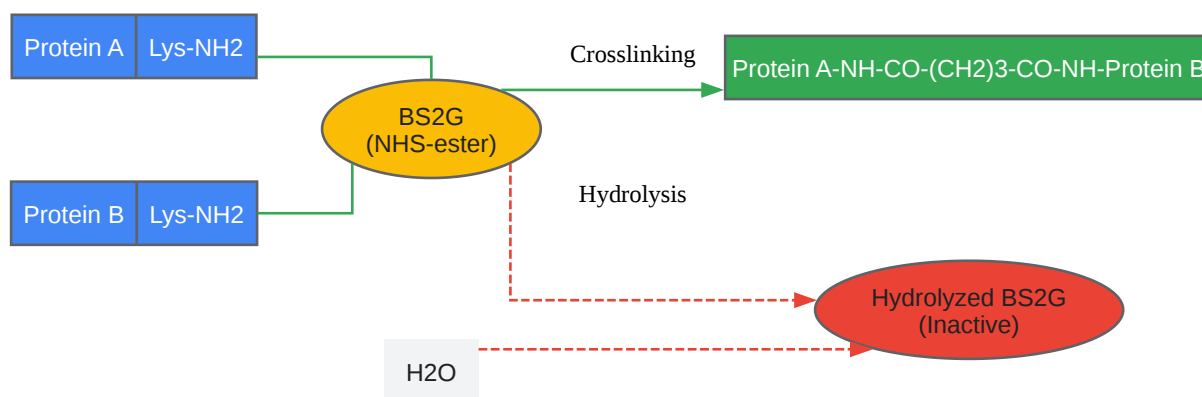 Protein A
Lys-NH2
Crosslinking
Protein A-NH-CO-(CH2)3-CO-NH-Protein B
BS2G
(NHS-ester)
Protein B
Lys-NH2
Hydrolysis
Hydrolyzed BS2G
(Inactive)
H2O